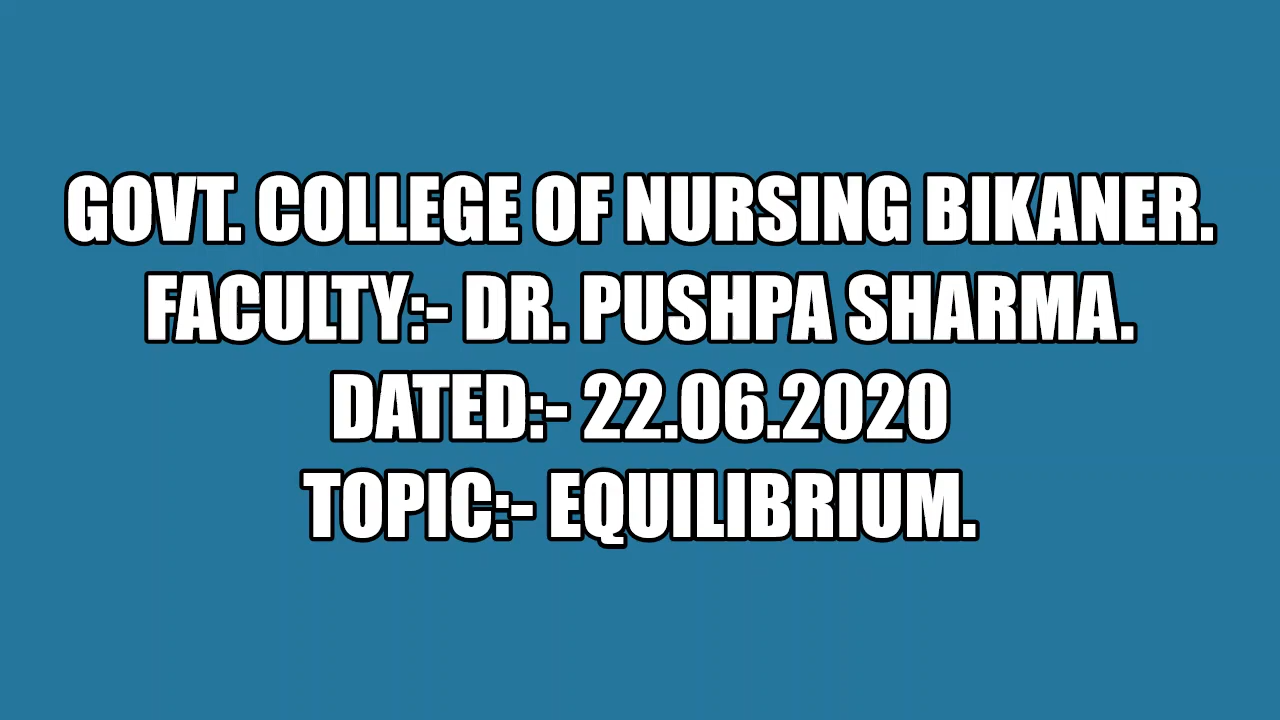 GOVT. COLLEGE OF NURSING BIKANER.
FACULTY:- DR. PUSHPA SHARMA.
DATED:- 22.06.2020
TOPIC:- EQUILIBRIUM.